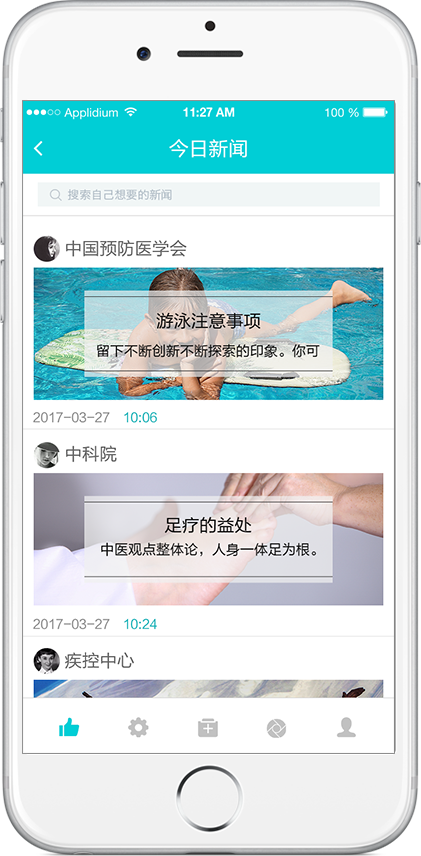 Applidium 11:27 AM 100 %
今日新闻
搜索自己想要的新闻
中国预防医学会
游泳注意事项
留下不断创新不断探索的印象。你可
2017-03-27 10:06
中科院
足疗的益处
中医观点整体论，人身一体足为根。
2017-03-27 10:24
疾控中心